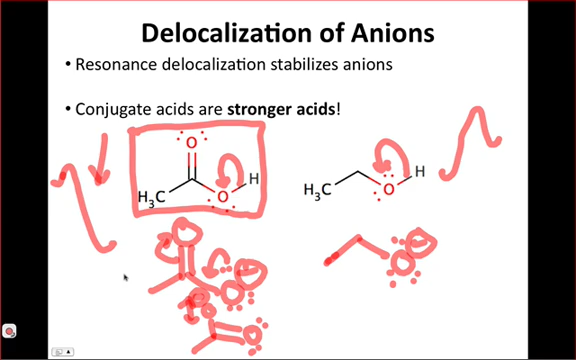 Delocalization of Anions
• Resonance delocalization stabilizes anions
• Conjugate acids are stronger acids!
O
H₃C
O
H
H₃C
O
H
O
O
O
O
O